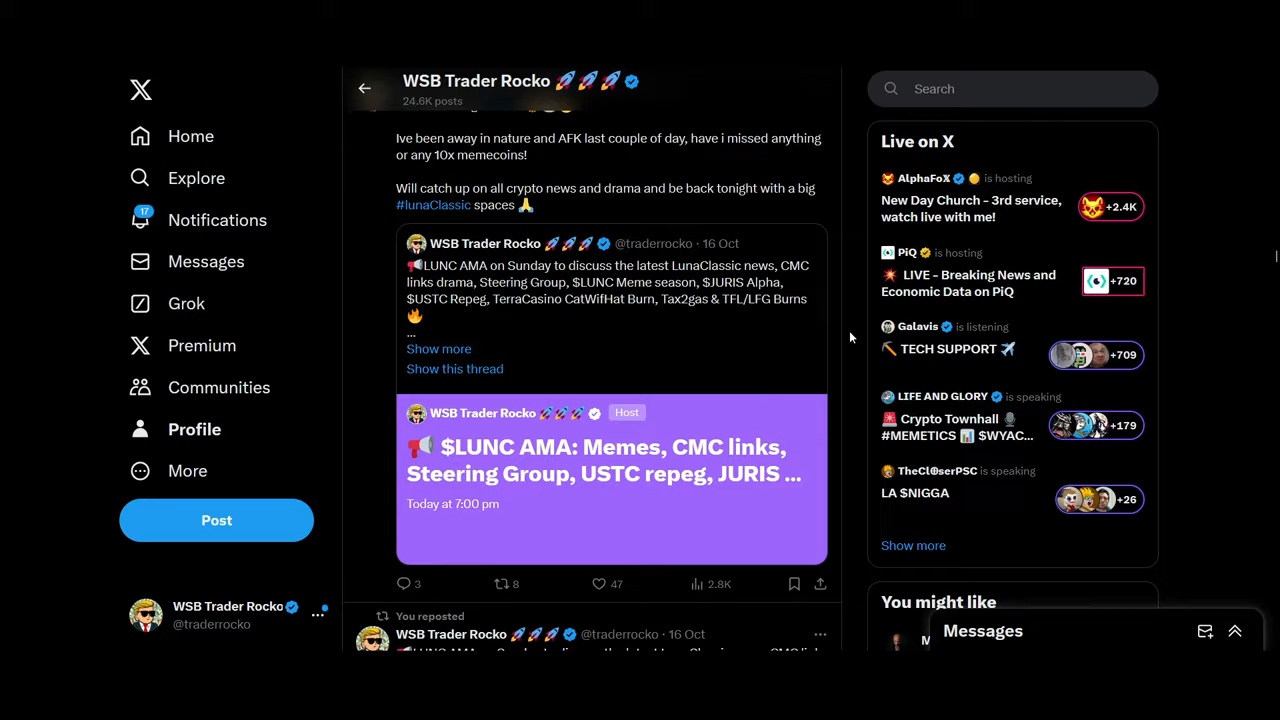 Home
Explore
17
Notifications
Messages
Grok
Premium
Communities
Profile
More
Post
WSB Trader Rocko
@traderrocko
WSB Trader Rocko 🚀🚀🚀
24.6K posts
Ive been away in nature and AFK last couple of day, have i missed anything
or any 10x memecoins!
Will catch up on all crypto news and drama and be back tonight with a big
#lunaClassic spaces 🙏
WSB Trader Rocko 🚀🚀🚀 @traderrocko · 16 Oct
📢LUNC AMA on Sunday to discuss the latest LunaClassic news, CMC
links drama, Steering Group, $LUNC Meme season, $JURIS Alpha,
$USTC Repeg, TerraCasino CatWifHat Burn, Tax2gas & TFL/LFG Burns
🔥
...
Show more
Show this thread
WSB Trader Rocko 🚀🚀🚀 Host
📢 $LUNC AMA: Memes, CMC links,
Steering Group, USTC repeg, JURIS ...
Today at 7:00 pm
3 8 47 2.8K
You reposted
WSB Trader Rocko 🚀🚀🚀 @traderrocko · 16 Oct
Search
Live on X
AlphaFoX is hosting
New Day Church - 3rd service,
watch live with me!
+2.4K
PiQ is hosting
💥 LIVE - Breaking News and
Economic Data on PiQ
+720
Galavis is listening
⛏️ TECH SUPPORT ✈️
+709
LIFE AND GLORY is speaking
🚨 Crypto Townhall 🎙️
#MEMETICS 📊 $WYAC...
+179
TheCl⊕serPSC is speaking
LA $NIGGA
+26
Show more
You might like
Messages